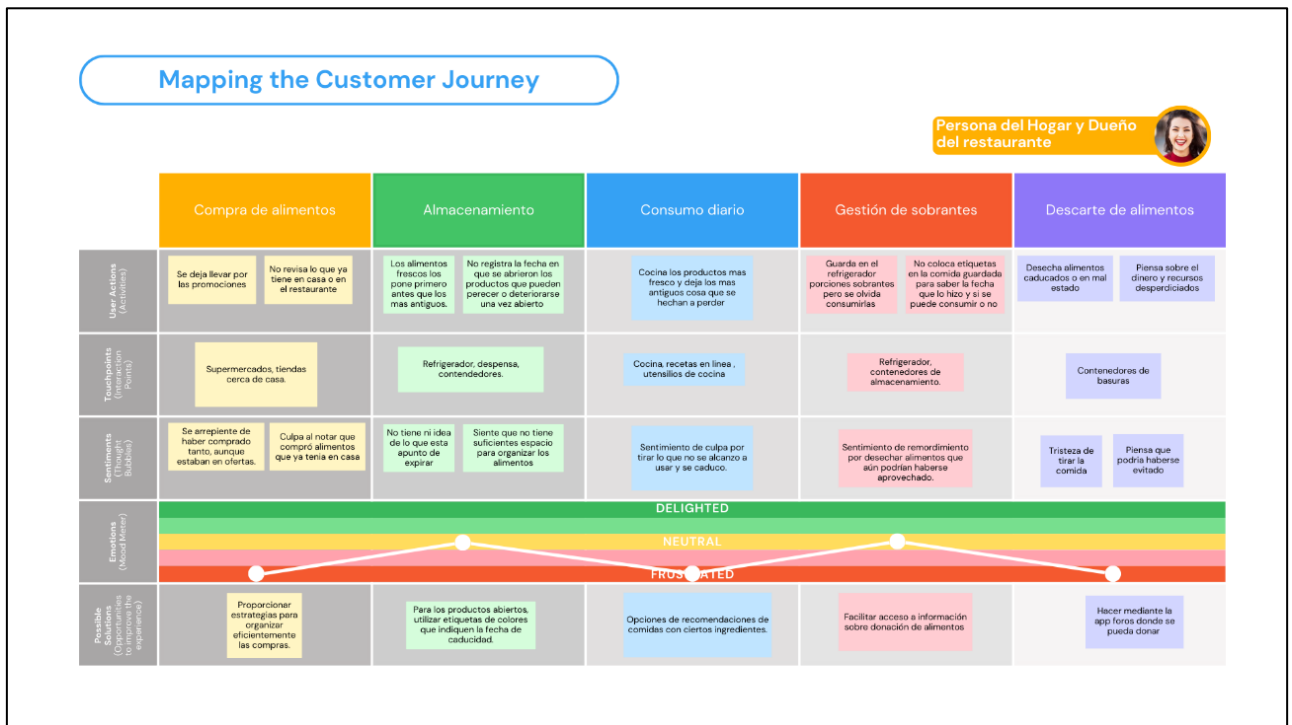 Mapping the Customer Journey
Persona del Hogar y Dueño
del restaurante
Compra de alimentos
Almacenamiento
Consumo diario
Gestión de sobrantes
Descarte de alimentos
User Actions
(Activities)
Se deja llevar por
las promociones
No revisa lo que ya
tiene en casa o en
el restaurante
Los alimentos
frescos los
pone primero
antes que los
mas antiguos.
No registra la fecha en
que se abrieron los
productos que pueden
perecer o deteriorarse
una vez abierto
Cocina los productos mas
fresco y deja los mas
antiguos cosa que se
hechan a perder
Guarda en el
refrigerador
porciones sobrantes
pero se olvida
consumirlas
No coloca etiquetas
en la comida guardada
para saber la fecha
que lo hizo y si se
puede consumir o no
Desecha alimentos
caducados o en mal
estado
Piensa sobre el
dinero y recursos
desperdiciados
Touchpoints
(Interaction
Points)
Supermercados, tiendas
cerca de casa.
Refrigerador, despensa,
contendedores.
Cocina, recetas en linea ,
utensilios de cocina
Refrigerador,
contenedores de
almacenamiento.
Contenedores de
basuras
Sentiments
(Thought
Bubbles)
Se arrepiente de
haber comprado
tanto, aunque
estaban en ofertas.
Culpa al notar que
compró alimentos
que ya tenia en casa
No tiene ni idea
de lo que esta
apunto de
expirar
Siente que no tiene
suficientes espacio
para organizar los
alimentos
Sentimiento de culpa por
tirar lo que no se alcanzo a
usar y se caduco.
Sentimiento de remordimiento
por desechar alimentos que
aún podrían haberse
aprovechado.
Tristeza de
tirar la
comida
Piensa que
podría haberse
evitado
Emotions
(Mood Meter)
DELIGHTED
NEUTRAL
FRUSTRATED
Possible
Solutions
(Opportunities
to improve the
experience)
Proporcionar
estrategias para
organizar
eficientemente
las compras.
Para los productos abiertos,
utilizar etiquetas de colores
que indiquen la fecha de
caducidad.
Opciones de recomendaciones de
comidas con ciertos ingredientes.
Facilitar acceso a información
sobre donación de alimentos
Hacer mediante la
app foros donde se
pueda donar